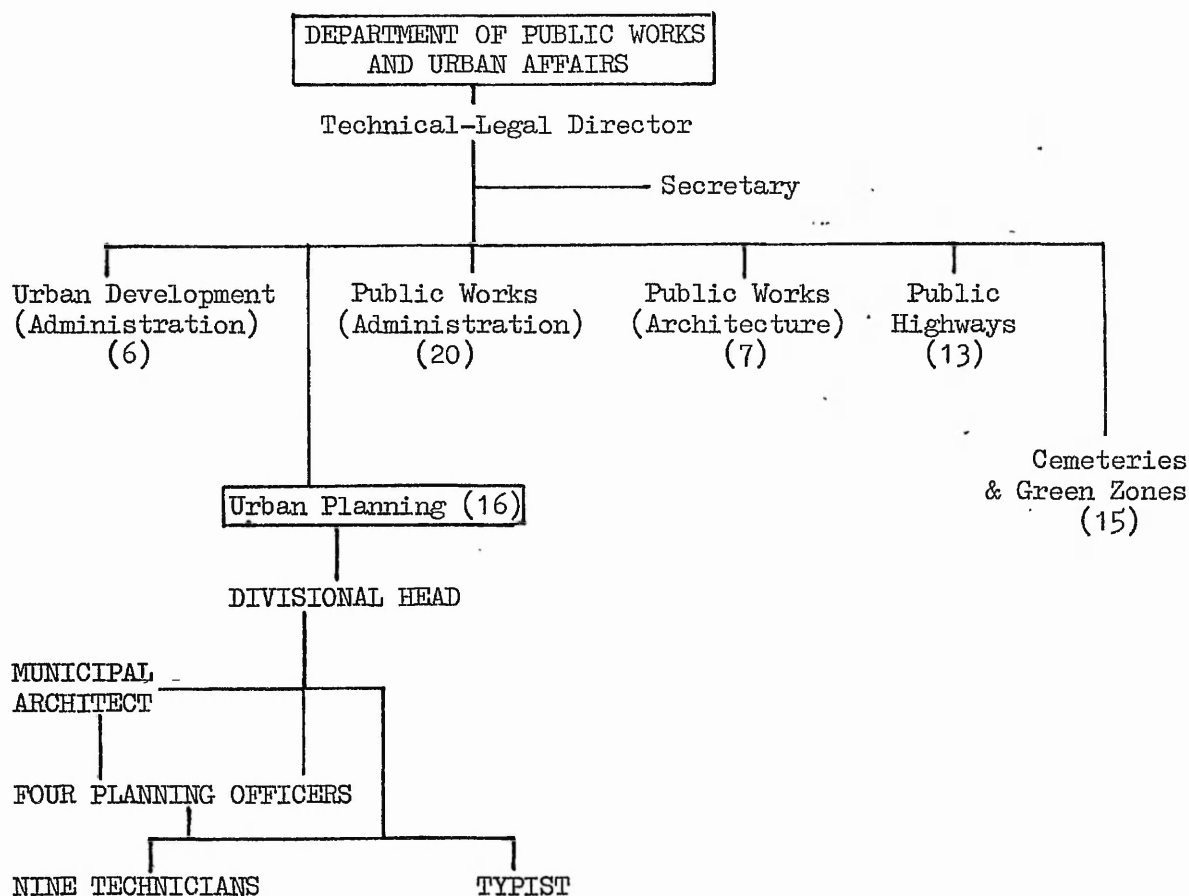 DEPARTMENT OF PUBLIC WORKS
AND URBAN AFFAIRS
Technical-Legal Director
Secretary
Urban Development
(Administration)
(6)
Public Works
(Administration)
(20)
Public Works
(Architecture)
(7)
Public
Highways
(13)
Cemeteries
& Green Zones
(15)
Urban Planning (16)
DIVISIONAL HEAD
MUNICIPAL
ARCHITECT
FOUR PLANNING OFFICERS
NINE TECHNICIANS
TYPIST